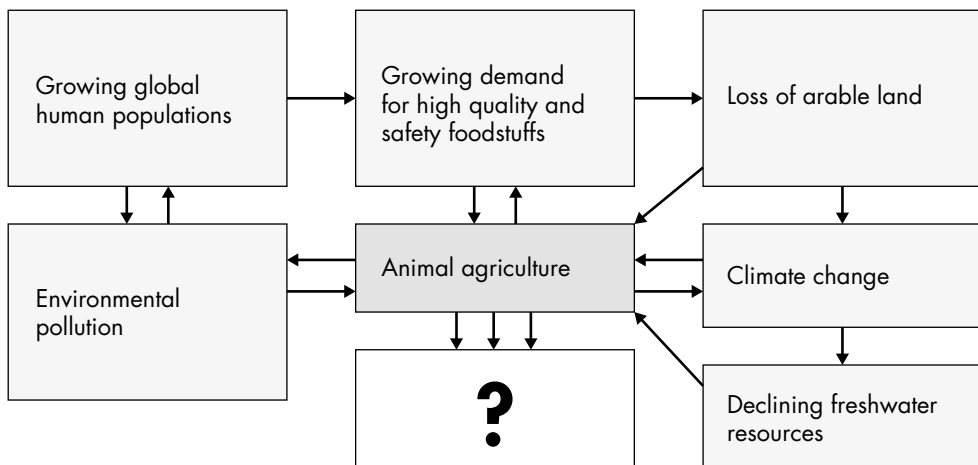 Growing global
human populations
Growing demand
for high quality and
safety foodstuffs
Loss of arable land
Environmental
pollution
Animal agriculture
Climate change
?
Declining freshwater
resources